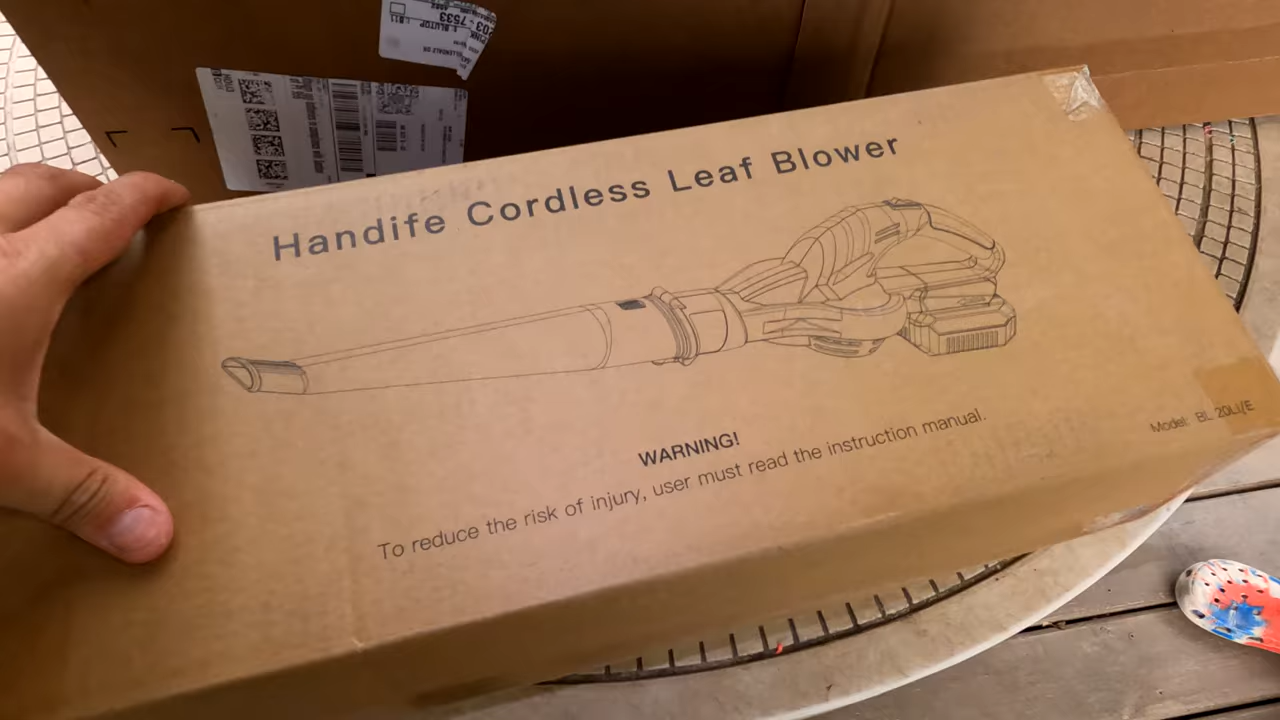 Handife Cordless Leaf Blower
WARNING!
To reduce the risk of injury, user must read the instruction manual.
Model: BL 20LI/E